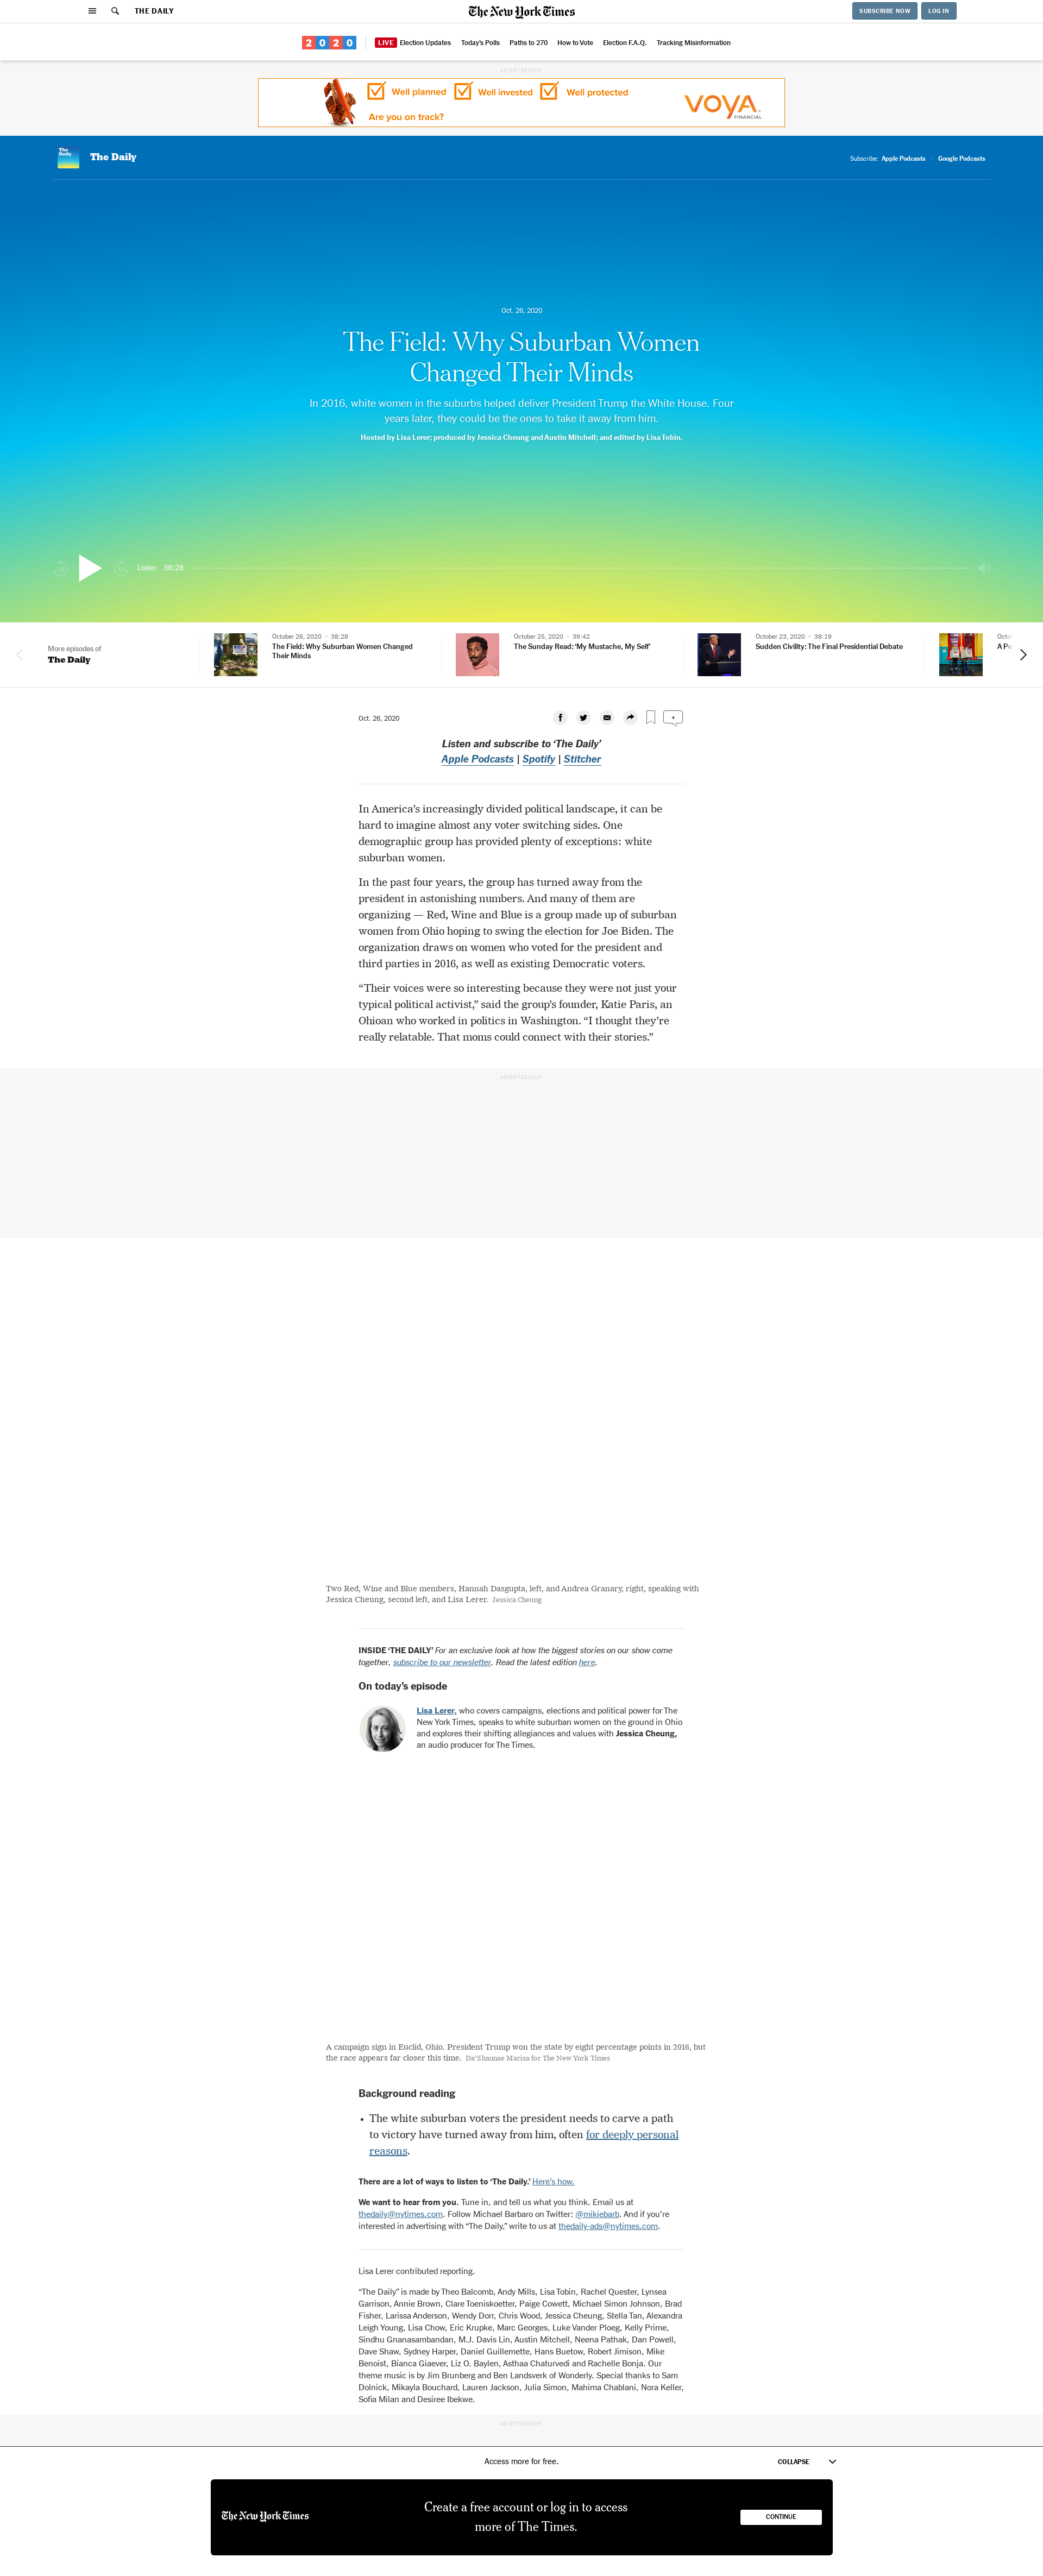 THE DAILY
The New York Times
SUBSCRIBE NOW
LOG IN
2020
LIVE Election Updates
Today's Polls
Paths to 270
How to Vote
Election F.A.Q.
Tracking Misinformation
ADVERTISEMENT
Well planned
Well invested
Well protected
Are you on track?
VOYA
FINANCIAL
The Daily
The Daily
Subscribe: Apple Podcasts
Google Podcasts
Oct. 26, 2020
The Field: Why Suburban Women
Changed Their Minds
In 2016, white women in the suburbs helped deliver President Trump the White House. Four
years later, they could be the ones to take it away from him.
Hosted by Lisa Lerer; produced by Jessica Cheung and Austin Mitchell; and edited by Lisa Tobin.
Listen 38:28
More episodes of
The Daily
October 26, 2020 • 38:28
The Field: Why Suburban Women Changed
Their Minds
October 25, 2020 • 39:42
The Sunday Read: ‘My Mustache, My Self’
October 23, 2020 • 38:19
Sudden Civility: The Final Presidential Debate
Oct. 26, 2020
Listen and subscribe to ‘The Daily’
Apple Podcasts | Spotify | Stitcher
In America’s increasingly divided political landscape, it can be
hard to imagine almost any voter switching sides. One
demographic group has provided plenty of exceptions: white
suburban women.
In the past four years, the group has turned away from the
president in astonishing numbers. And many of them are
organizing — Red, Wine and Blue is a group made up of suburban
women from Ohio hoping to swing the election for Joe Biden. The
organization draws on women who voted for the president and
third parties in 2016, as well as existing Democratic voters.
“Their voices were so interesting because they were not just your
typical political activist,” said the group’s founder, Katie Paris, an
Ohioan who worked in politics in Washington. “I thought they’re
really relatable. That moms could connect with their stories.”
ADVERTISEMENT
Two Red, Wine and Blue members, Hannah Dasgupta, left, and Andrea Granary, right, speaking with
Jessica Cheung, second left, and Lisa Lerer. Jessica Cheung
INSIDE ‘THE DAILY’ For an exclusive look at how the biggest stories on our show come
together, subscribe to our newsletter. Read the latest edition here.
On today’s episode
Lisa Lerer, who covers campaigns, elections and political power for The
New York Times, speaks to white suburban women on the ground in Ohio
and explores their shifting allegiances and values with Jessica Cheung,
an audio producer for The Times.
A campaign sign in Euclid, Ohio. President Trump won the state by eight percentage points in 2016, but
the race appears far closer this time. Da’Shaunae Marisa for The New York Times
Background reading
• The white suburban voters the president needs to carve a path
to victory have turned away from him, often for deeply personal
reasons.
There are a lot of ways to listen to ‘The Daily.’ Here’s how.
We want to hear from you. Tune in, and tell us what you think. Email us at
thedaily@nytimes.com. Follow Michael Barbaro on Twitter: @mikiebarb. And if you’re
interested in advertising with “The Daily,” write to us at thedaily-ads@nytimes.com.
Lisa Lerer contributed reporting.
“The Daily” is made by Theo Balcomb, Andy Mills, Lisa Tobin, Rachel Quester, Lynsea
Garrison, Annie Brown, Clare Toeniskoetter, Paige Cowett, Michael Simon Johnson, Brad
Fisher, Larissa Anderson, Wendy Dorr, Chris Wood, Jessica Cheung, Stella Tan, Alexandra
Leigh Young, Lisa Chow, Eric Krupke, Marc Georges, Luke Vander Ploeg, Kelly Prime,
Sindhu Gnanasambandan, M.J. Davis Lin, Austin Mitchell, Neena Pathak, Dan Powell,
Dave Shaw, Sydney Harper, Daniel Guillemette, Hans Buetow, Robert Jimison, Mike
Benoist, Bianca Giaever, Liz O. Baylen, Asthaa Chaturvedi and Rachelle Bonja. Our
theme music is by Jim Brunberg and Ben Landsverk of Wonderly. Special thanks to Sam
Dolnick, Mikayla Bouchard, Lauren Jackson, Julia Simon, Mahima Chablani, Nora Keller,
Sofia Milan and Desiree Ibekwe.
ADVERTISEMENT
Access more for free.
COLLAPSE
The New York Times
Create a free account or log in to access
more of The Times.
CONTINUE